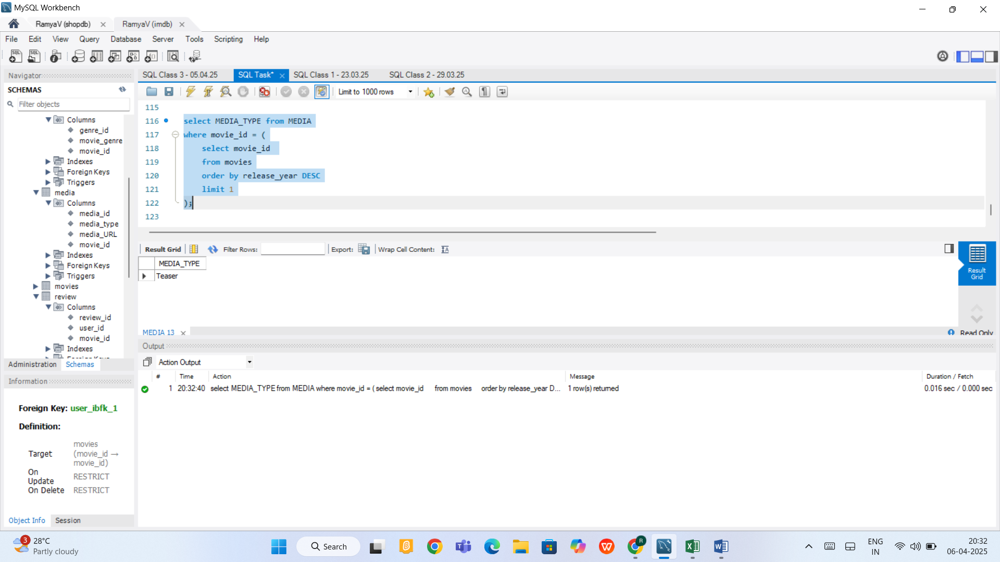 MySQL Workbench
RamyaV (shopdb)
RamyaV (imdb)
File Edit View Query Database Server Tools Scripting Help
Navigator
SCHEMAS
Filter objects
Columns
genre_id
movie_genre
movie_id
Indexes
Foreign Keys
Triggers
media
Columns
media_id
media_type
media_URL
movie_id
Indexes
Foreign Keys
Triggers
movies
review
Columns
review_id
user_id
movie_id
Indexes
Administration Schemas
Information
Foreign Key: user_ibfk_1
Definition:
Target movies (movie_id → movie_id)
On Update RESTRICT
On Delete RESTRICT
Object Info Session
SQL Class 3 - 05.04.25 SQL Task* SQL Class 1 - 23.03.25 SQL Class 2 - 29.03.25
Limit to 1000 rows
115
116 select MEDIA_TYPE from MEDIA
117 where movie_id = (
118 select movie_id
119 from movies
120 order by release_year DESC
121 limit 1
122 );
123
Result Grid Filter Rows: Export: Wrap Cell Content:
MEDIA_TYPE
Teaser
Result Grid
MEDIA 13
Read Only
Output
Action Output
# Time Action Message Duration / Fetch
1 20:32:40 select MEDIA_TYPE from MEDIA where movie_id = ( select movie_id from movies order by release_year D... 1 row(s) returned 0.016 sec / 0.000 sec
3
28°C
Partly cloudy
Search
R
ENG
IN
20:32
06-04-2025